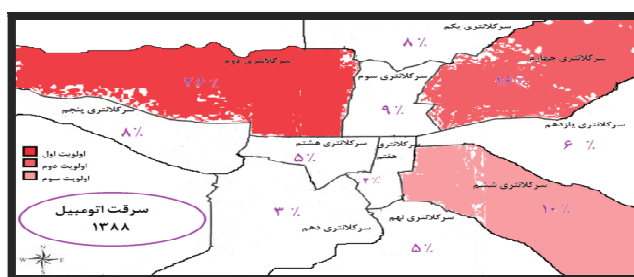 سرکلانتری یکم
۸ ٪
سرکلانتری دوم
۲۶ ٪
سرکلانتری سوم
۹ ٪
سرکلانتری چهارم
۱۶ ٪
سرکلانتری پنجم
۸ ٪
سرکلانتری یازدهم
۶ ٪
سرکلانتری هشتم
۵ ٪
سرکلانتری
هفتم
۴ ٪
سرکلانتری ششم
۱۰ ٪
سرکلانتری دهم
۳ ٪
سرکلانتری نهم
۵ ٪
اولویت اول
اولویت دوم
اولویت سوم
سرقت اتومبیل
۱۳۸۸